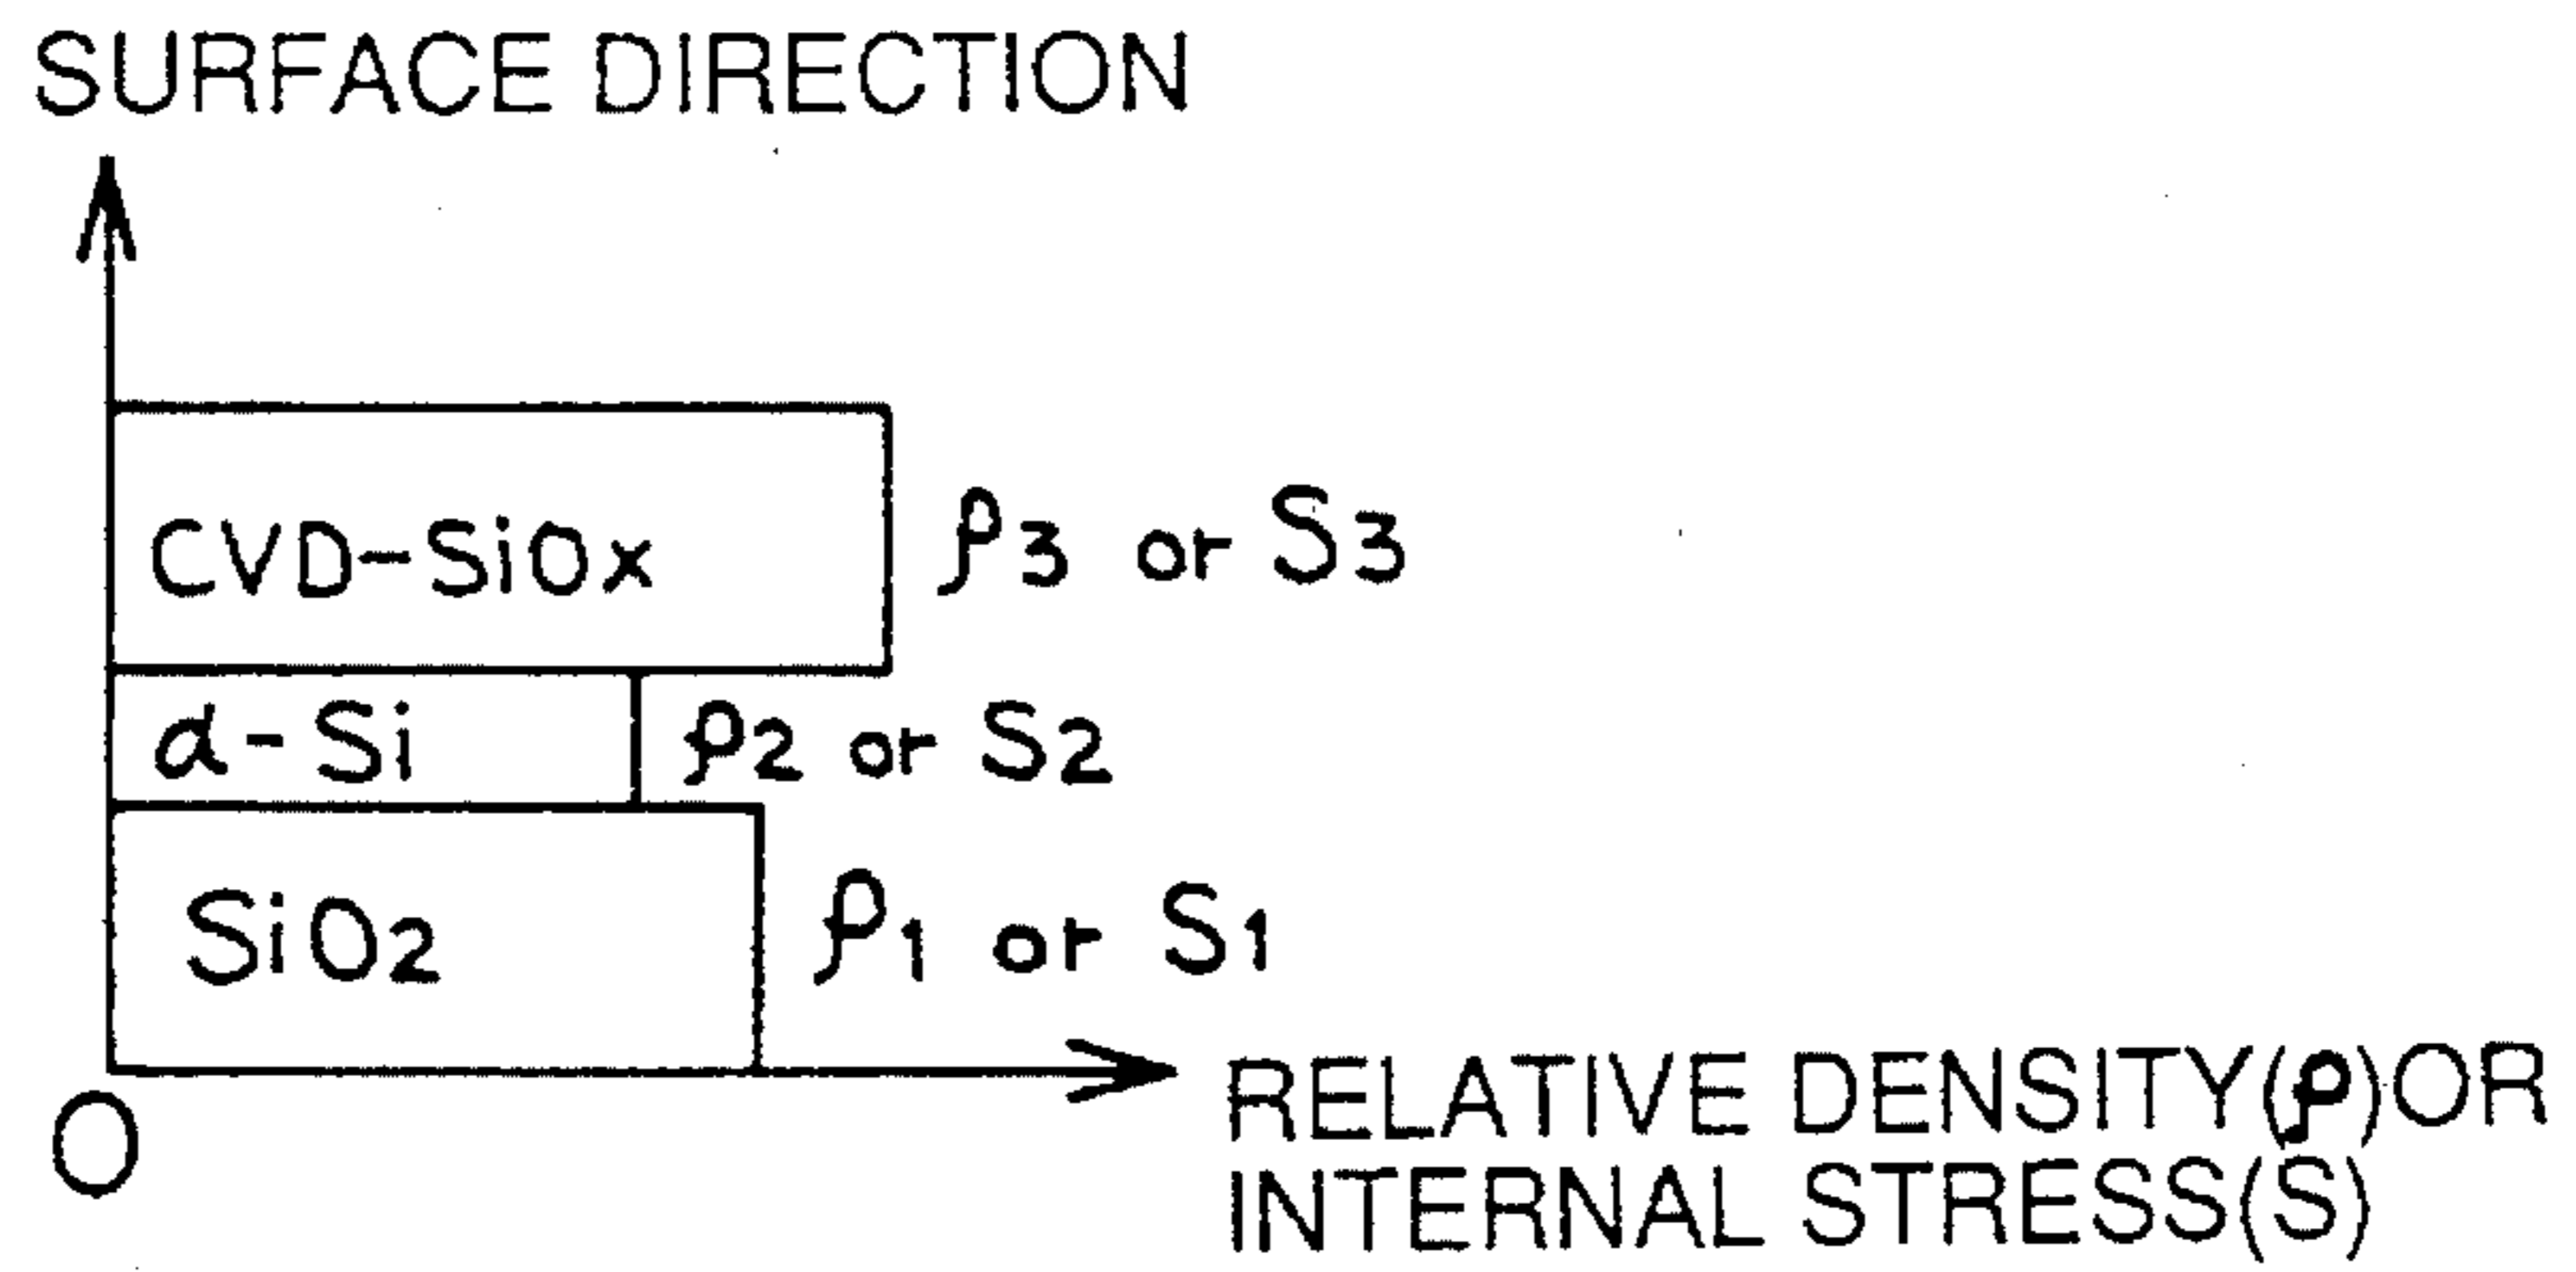 SURFACE DIRECTION
CVD-SiOx ρ3 or S3
α-Si ρ2 or S2
SiO2 ρ1 or S1
O
RELATIVE DENSITY(ρ)OR
INTERNAL STRESS(S)